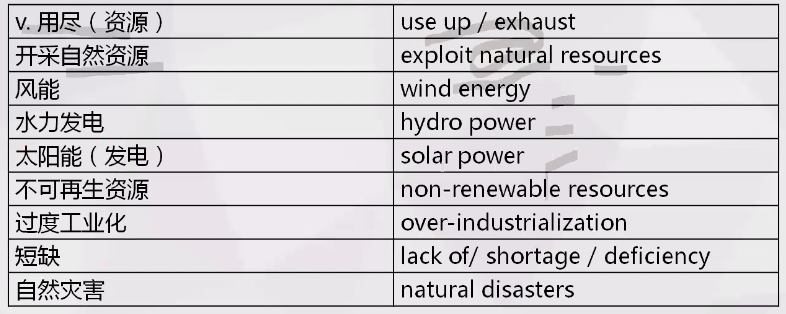 v. 用尽（资源） use up / exhaust
开采自然资源 exploit natural resources
风能 wind energy
水力发电 hydro power
太阳能（发电） solar power
不可再生资源 non-renewable resources
过度工业化 over-industrialization
短缺 lack of/ shortage / deficiency
自然灾害 natural disasters